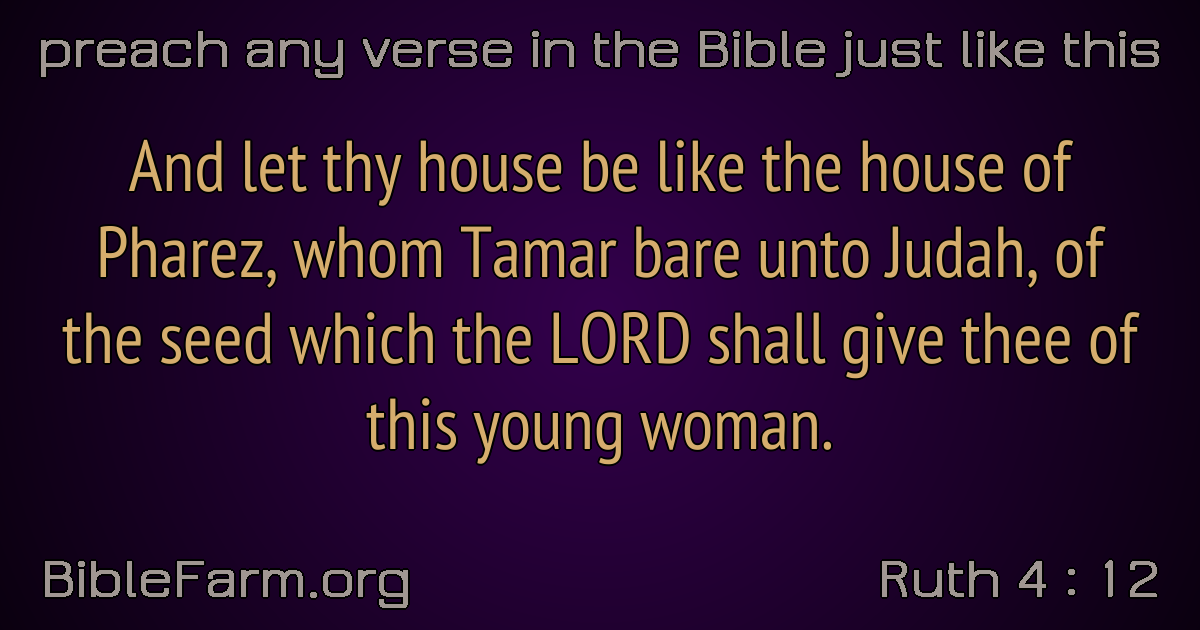 preach any verse in the Bible just like this
And let thy house be like the house of
Pharez, whom Tamar bare unto Judah, of
the seed which the LORD shall give thee of
this young woman.
BibleFarm.org
Ruth 4 : 12